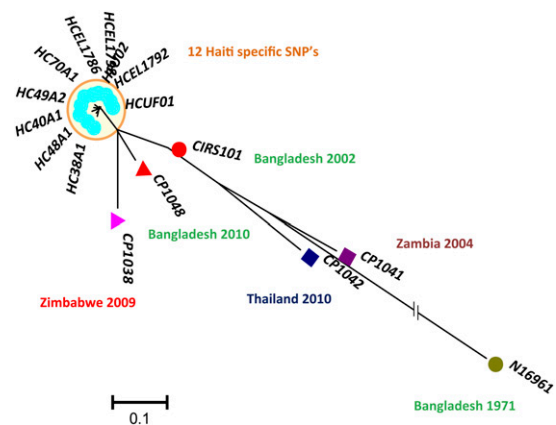 HCEL1786
HCEL1792
12 Haiti specific SNP's
HC70A1
HC49A2
HCUF01
HC40A1
HC48A1
HC38A1
CIRS101
Bangladesh 2002
CP1048
CP1038
Bangladesh 2010
Zambia 2004
CP1041
CP1042
Zimbabwe 2009
Thailand 2010
N16961
Bangladesh 1971
0.1